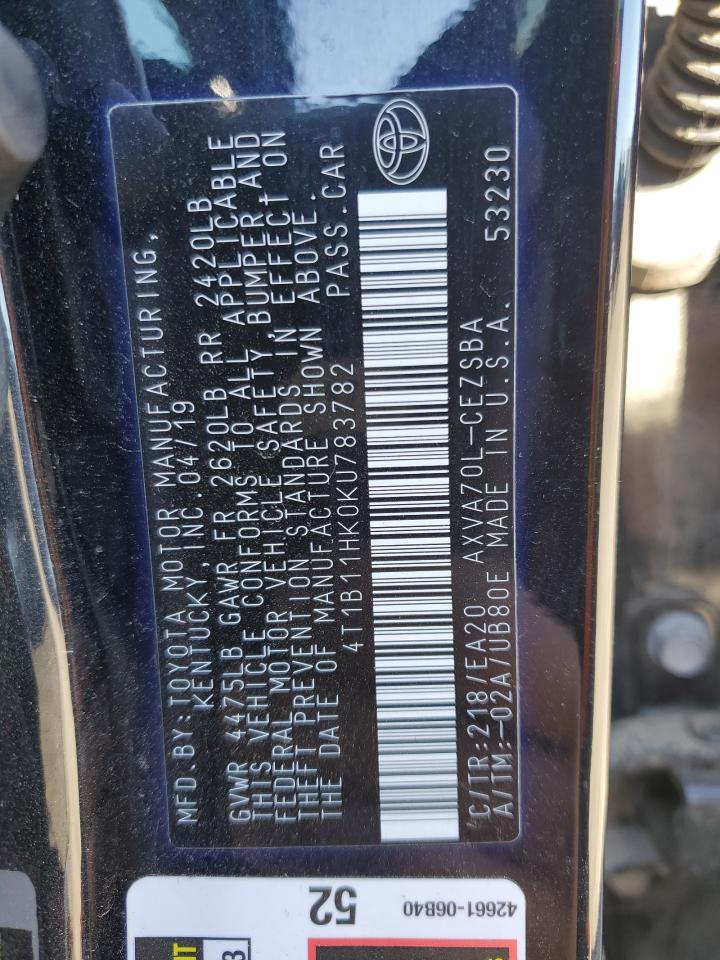 MFD.BY:TOYOTA MOTOR MANUFACTURING,
KENTUCKY, INC.04/19
GVWR 4475LB GAWR FR 2620LB RR 2420LB
THIS VEHICLE CONFORMS TO ALL APPLICABLE
FEDERAL MOTOR VEHICLE SAFETY, BUMPER AND
THEFT PREVENTION STANDARDS IN EFFECT ON
THE DATE OF MANUFACTURE SHOWN ABOVE.
4T1B11HK0KU783782 PASS.CAR
C/TR:218/EA20 AXVA70L-CEZSBA
A/TM:-02A/UB80E MADE IN U.S.A. 53230
52
42661-06B40